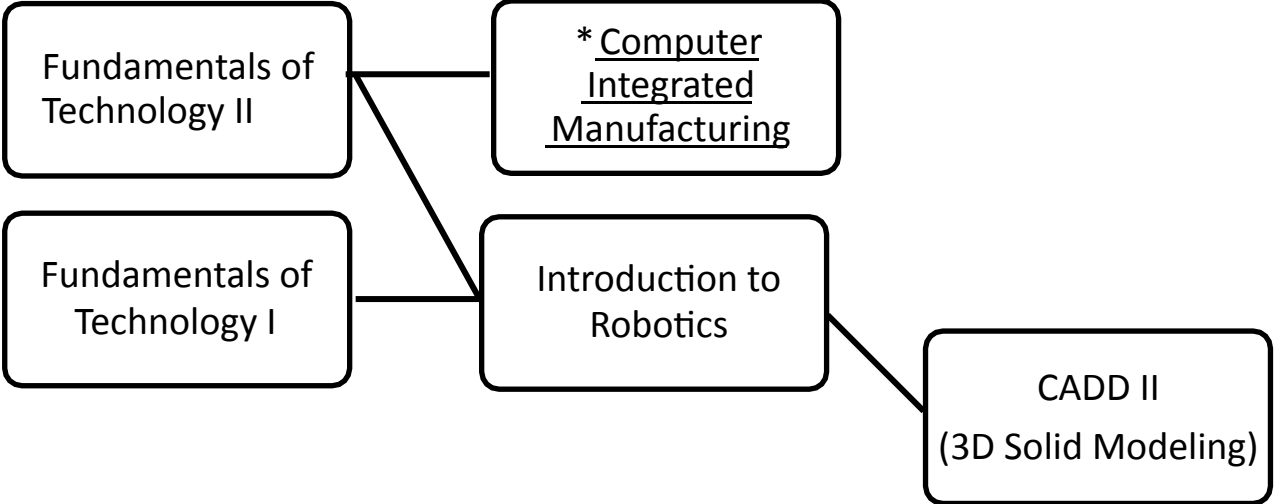 Fundamentals of
Technology II
* Computer
Integrated
Manufacturing
Fundamentals of
Technology I
Introduction to
Robotics
CADD II
(3D Solid Modeling)